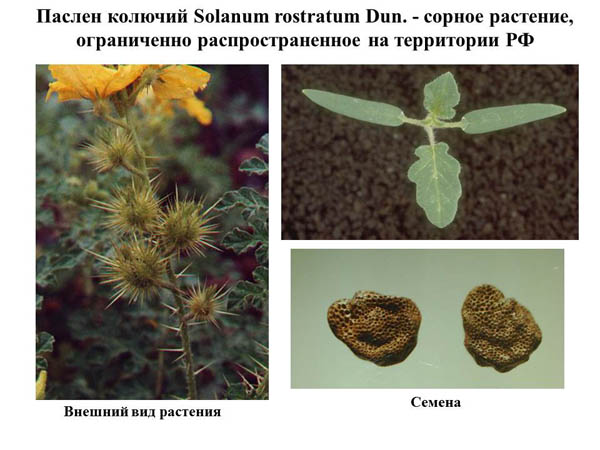 Паслен колючий Solanum rostratum Dun. - сорное растение,
ограниченно распространенное на территории РФ
Внешний вид растения
Семена